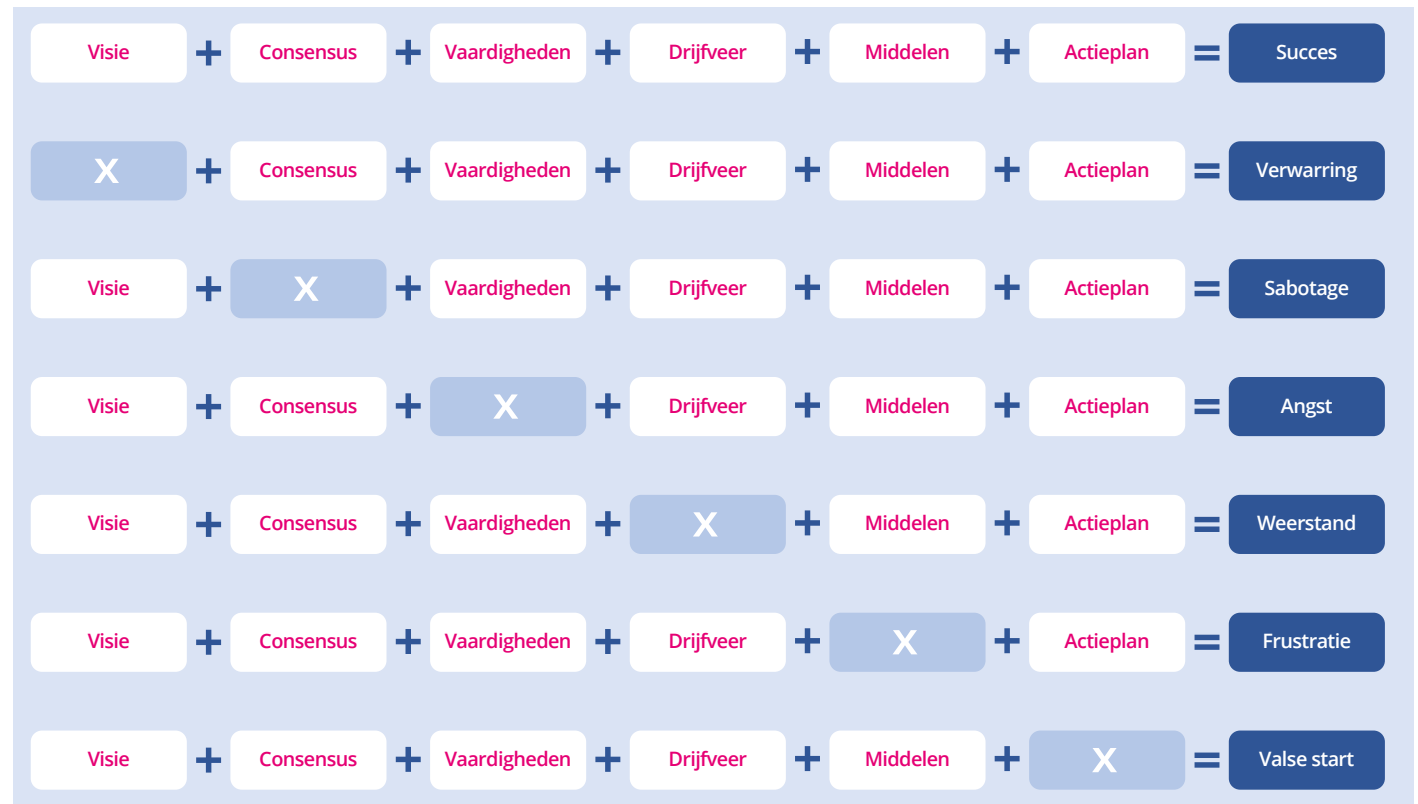 Visie + Consensus + Vaardigheden + Drijfveer + Middelen + Actieplan = Succes
X + Consensus + Vaardigheden + Drijfveer + Middelen + Actieplan = Verwarring
Visie + X + Vaardigheden + Drijfveer + Middelen + Actieplan = Sabotage
Visie + Consensus + X + Drijfveer + Middelen + Actieplan = Angst
Visie + Consensus + Vaardigheden + X + Middelen + Actieplan = Weerstand
Visie + Consensus + Vaardigheden + Drijfveer + X + Actieplan = Frustratie
Visie + Consensus + Vaardigheden + Drijfveer + Middelen + X = Valse start